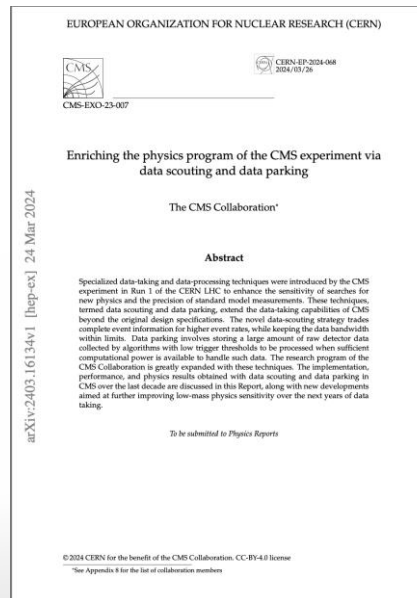 EUROPEAN ORGANIZATION FOR NUCLEAR RESEARCH (CERN)
CMS
CERN-EP-2024-068
2024/03/26
CMS-EXO-23-007
Enriching the physics program of the CMS experiment via
data scouting and data parking
The CMS Collaboration*
Abstract
Specialized data-taking and data-processing techniques were introduced by the CMS
experiment in Run 1 of the CERN LHC to enhance the sensitivity of searches for
new physics and the precision of standard model measurements. These techniques,
termed data scouting and data parking, extend the data-taking capabilities of CMS
beyond the original design specifications. The novel data-scouting strategy trades
complete event information for higher event rates, while keeping the data bandwidth
within limits. Data parking involves storing a large amount of raw detector data
collected by algorithms with low trigger thresholds to be processed when sufficient
computational power is available to handle such data. The research program of the
CMS Collaboration is greatly expanded with these techniques. The implementation,
performance, and physics results obtained with data scouting and data parking in
CMS over the last decade are discussed in this Report, along with new developments
aimed at further improving low-mass physics sensitivity over the next years of data
taking.
To be submitted to Physics Reports
arXiv:2403.16134v1 [hep-ex] 24 Mar 2024
© 2024 CERN for the benefit of the CMS Collaboration. CC-BY-4.0 license
*See Appendix 8 for the list of collaboration members